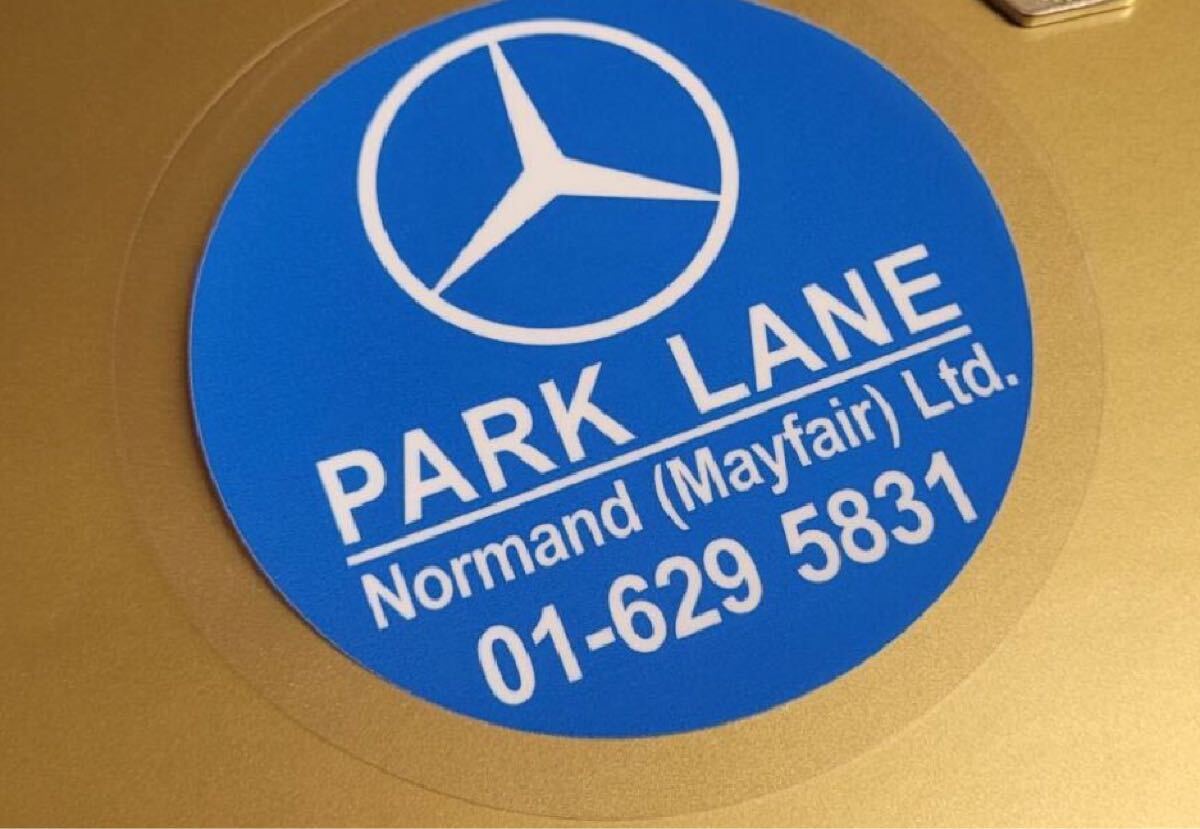 PARK LANE
Normand (Mayfair) Ltd.
01-629 5831